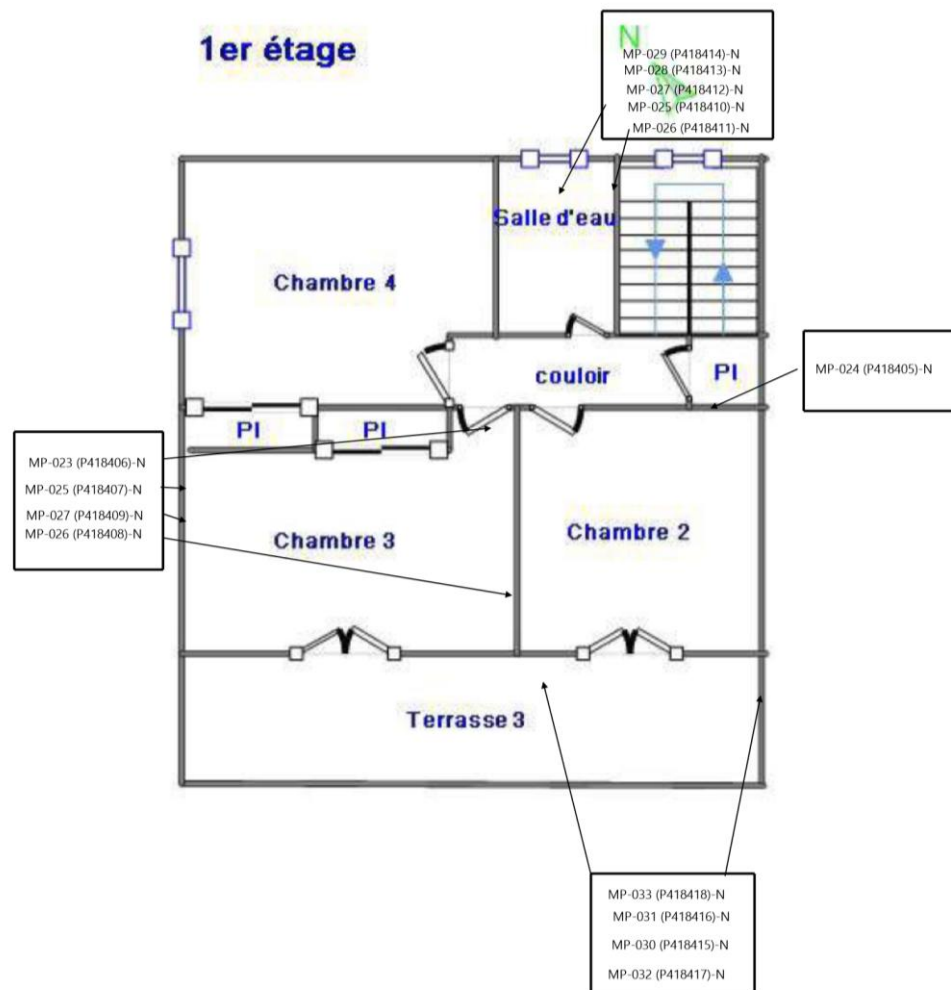 1er étage
N
MP-029 (P418414)-N
MP-028 (P418413)-N
MP-027 (P418412)-N
MP-025 (P418410)-N
MP-026 (P418411)-N
Salle d'eau
Chambre 4
couloir
PI
MP-024 (P418405)-N
PI
PI
MP-023 (P418406)-N
MP-025 (P418407)-N
MP-027 (P418409)-N
MP-026 (P418408)-N
Chambre 3
Chambre 2
Terrasse 3
MP-033 (P418418)-N
MP-031 (P418416)-N
MP-030 (P418415)-N
MP-032 (P418417)-N